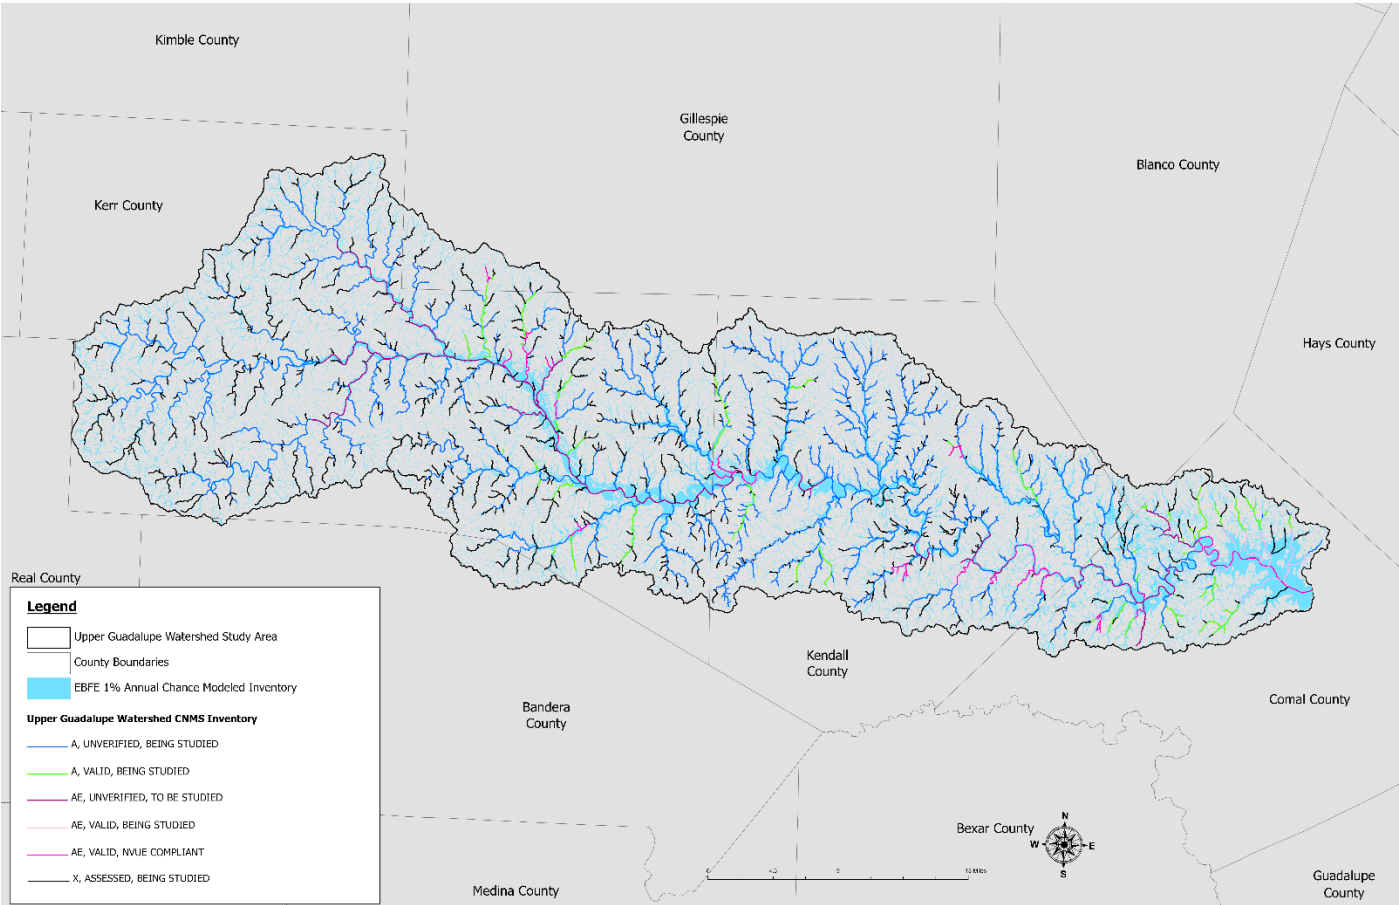 Kimble County
Gillespie
County
Blanco County
Kerr County
Hays County
Real County
Legend
Upper Guadalupe Watershed Study Area
County Boundaries
EBFE 1% Annual Chance Modeled Inventory
Upper Guadalupe Watershed CNMS Inventory
A, UNVERIFIED, BEING STUDIED
A, VALID, BEING STUDIED
AE, UNVERIFIED, TO BE STUDIED
AE, VALID, BEING STUDIED
AE, VALID, NVUE COMPLIANT
X, ASSESSED, BEING STUDIED
Kendall
County
Comal County
Bandera
County
Bexar County
N
W
E
S
Medina County
Guadalupe
County